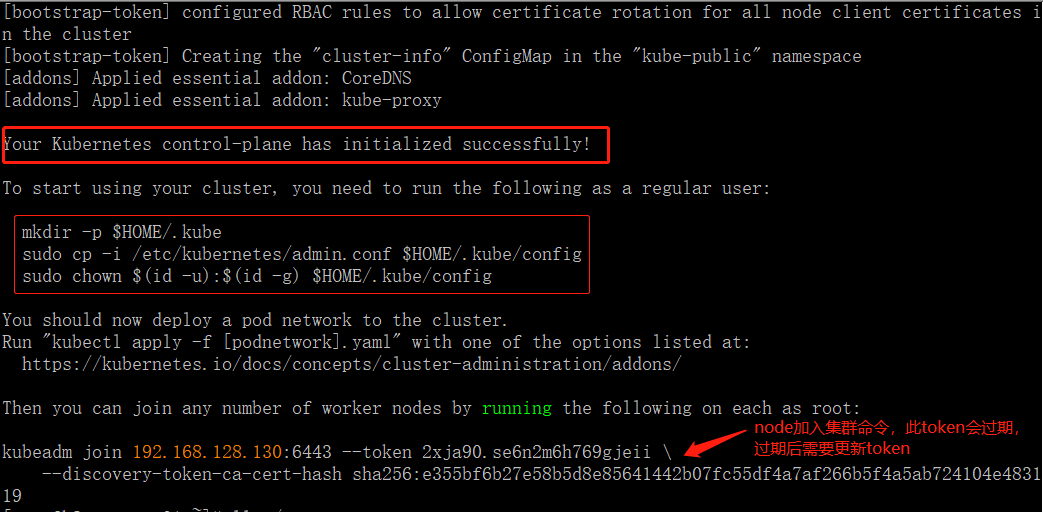 [bootstrap-token] configured RBAC rules to allow certificate rotation for all node client certificates i
n the cluster
[bootstrap-token] Creating the "cluster-info" ConfigMap in the "kube-public" namespace
[addons] Applied essential addon: CoreDNS
[addons] Applied essential addon: kube-proxy
Your Kubernetes control-plane has initialized successfully!
To start using your cluster, you need to run the following as a regular user:
mkdir -p $HOME/.kube
sudo cp -i /etc/kubernetes/admin.conf $HOME/.kube/config
sudo chown $(id -u):$(id -g) $HOME/.kube/config
You should now deploy a pod network to the cluster.
Run "kubectl apply -f [podnetwork].yaml" with one of the options listed at:
https://kubernetes.io/docs/concepts/cluster-administration/addons/
Then you can join any number of worker nodes by running the following on each as root:
node加入集群命令，此token会过期，
过期后需要更新token
kubeadm join 192.168.128.130:6443 --token 2xja90.se6n2m6h769gjeii \
--discovery-token-ca-cert-hash sha256:e355bf6b27e58b5d8e85641442b07fc55df4a7af266b5f4a5ab724104e4831
19